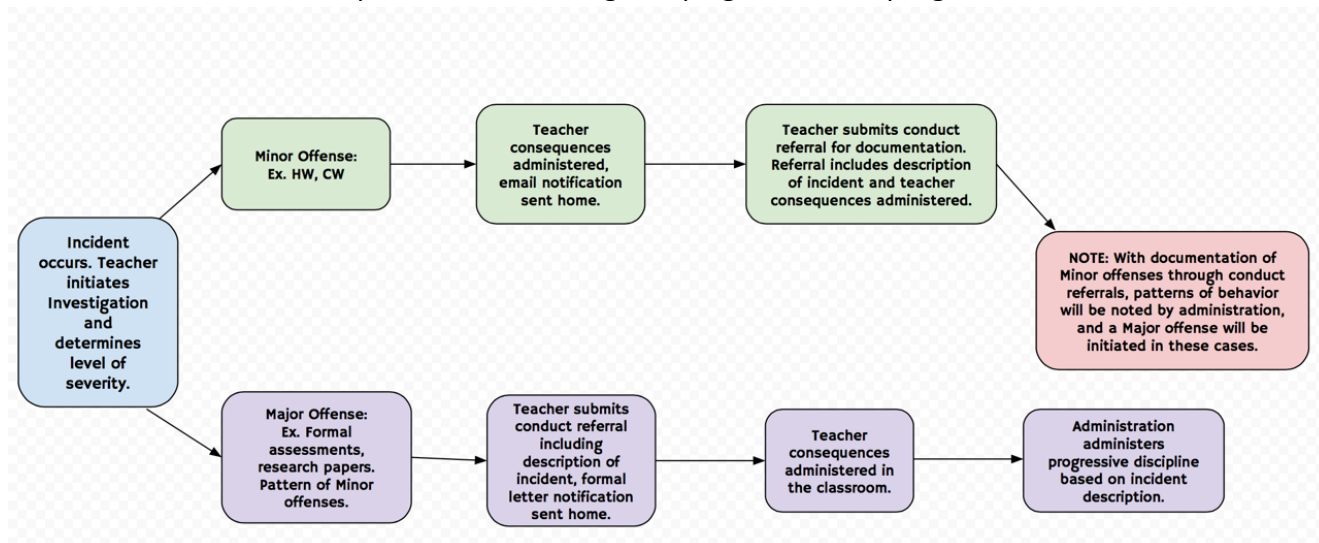 Minor Offense:
Ex. HW, CW
Teacher
consequences
administered,
email notification
sent home.
Teacher submits conduct
referral for documentation.
Referral includes description
of incident and teacher
consequences administered.
Incident
occurs. Teacher
initiates
Investigation
and
determines
level of
severity.
NOTE: With documentation of
Minor offenses through conduct
referrals, patterns of behavior
will be noted by administration,
and a Major offense will be
initiated in these cases.
Major Offense:
Ex. Formal
assessments,
research papers.
Pattern of Minor
offenses.
Teacher submits
conduct referral
including
description of
incident, formal
letter notification
sent home.
Teacher
consequences
administered in
the classroom.
Administration
administers
progressive discipline
based on incident
description.